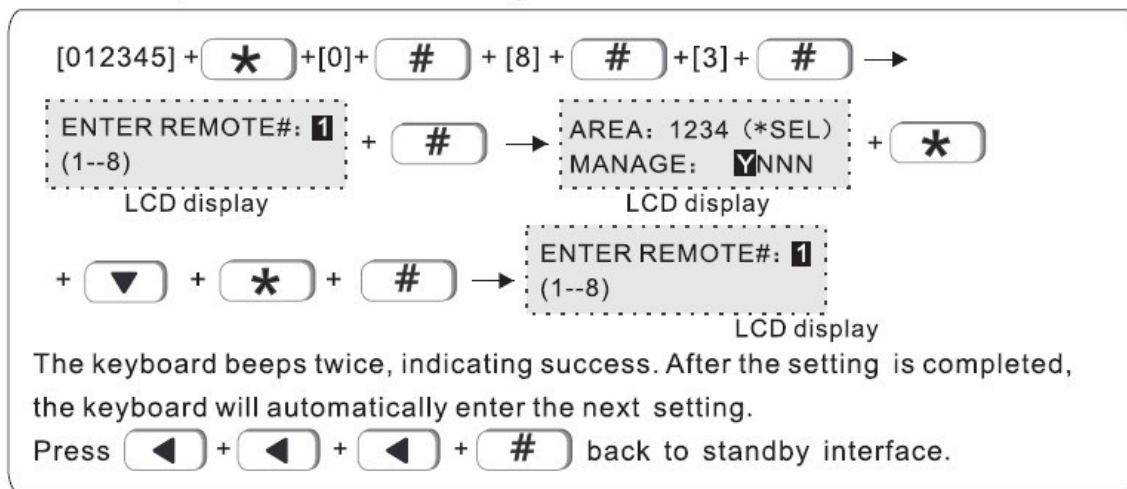 [012345] + * +[0]+ # + [8] + # +[3]+ # →
ENTER REMOTE#: 1
(1--8)
LCD display
+ # →
AREA: 1234 (*SEL)
MANAGE: YNNN
LCD display
+ *
+ ▼ + * + # →
ENTER REMOTE#: 1
(1--8)
LCD display
The keyboard beeps twice, indicating success. After the setting is completed,
the keyboard will automatically enter the next setting.
Press ◀ + ◀ + ◀ + # back to standby interface.